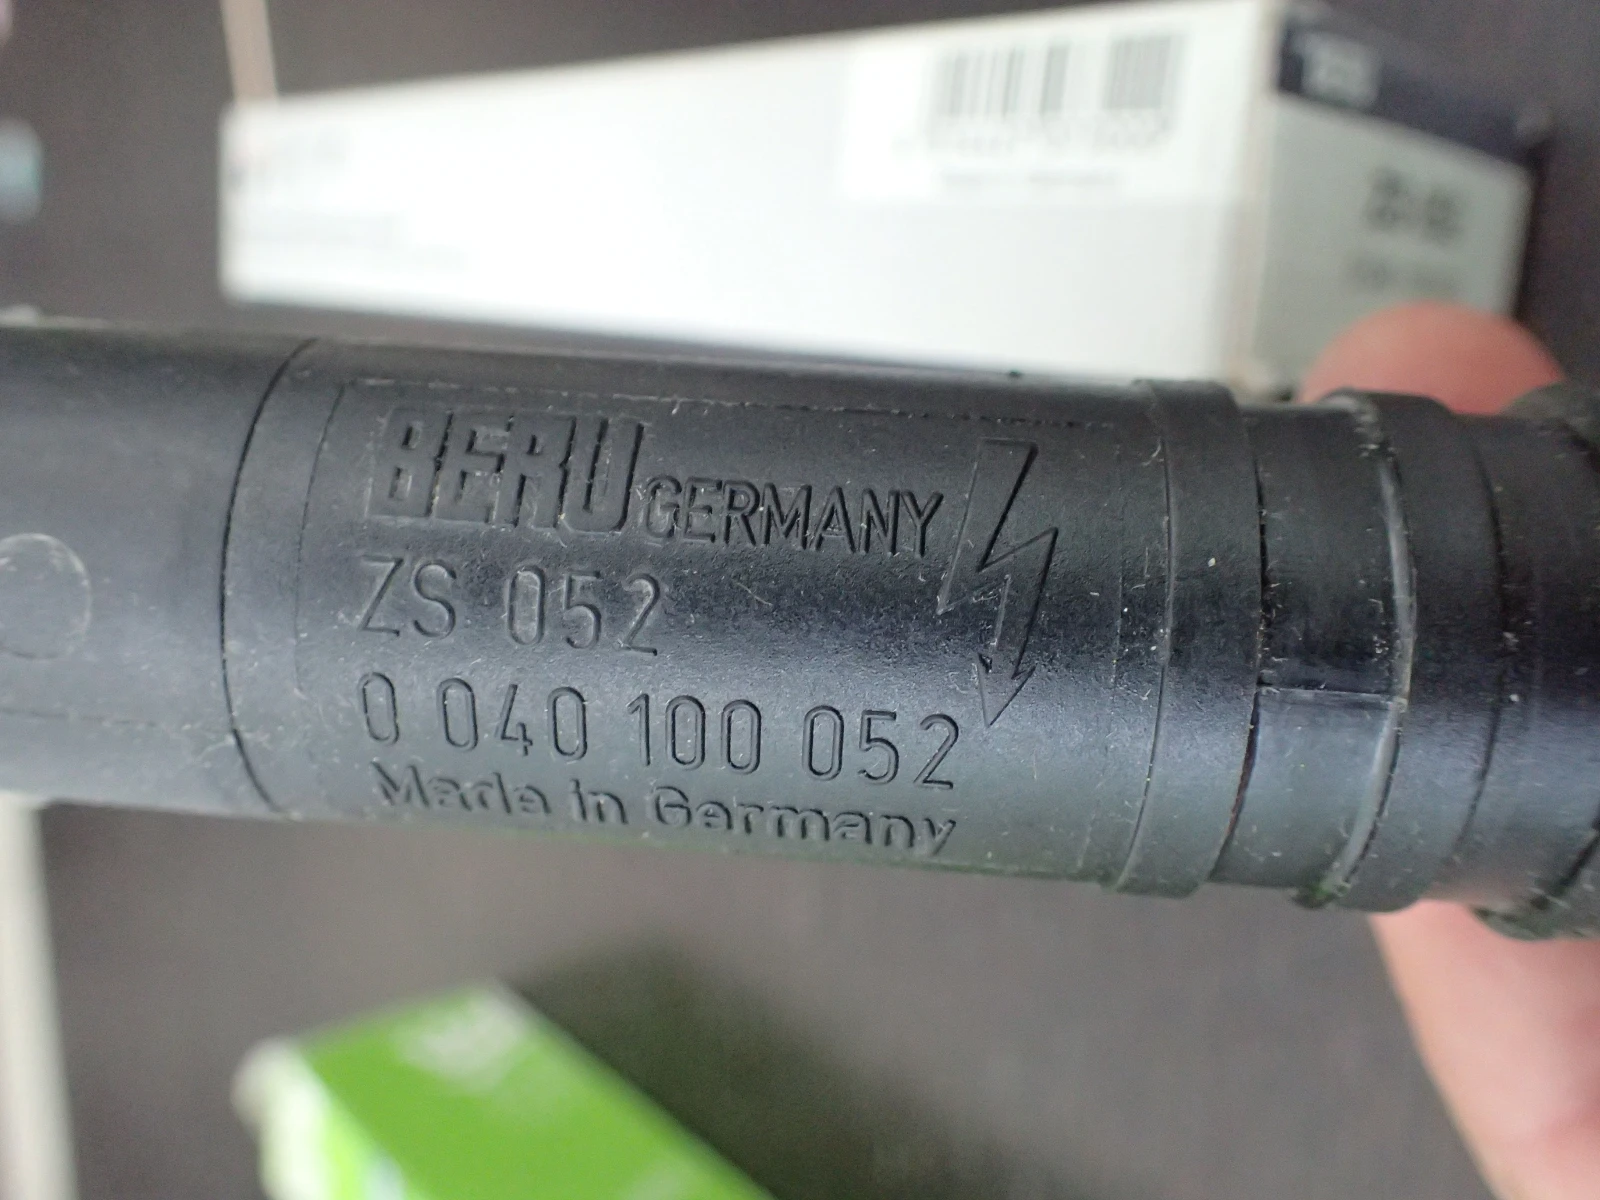 BERU GERMANY
ZS 052
0 040 100 052
Made in Germany